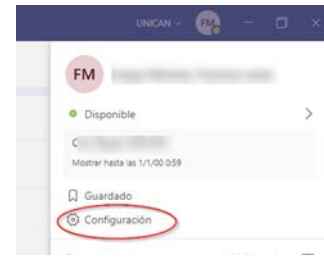 UNICAN
FM
FM
Disponible
Mostrar hasta las 1/1/00 0:59
Guardado
Configuración